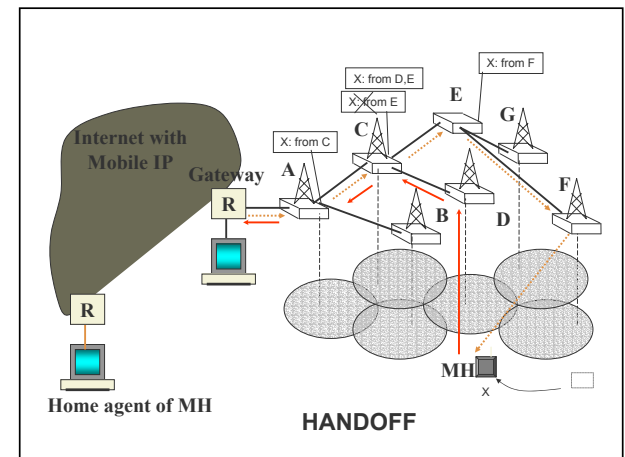 X: from F
X: from D,E
X: from E
E
G
C
X: from C
Internet with
Mobile IP
A
Gateway
F
R
B
D
R
MH
X
Home agent of MH
HANDOFF